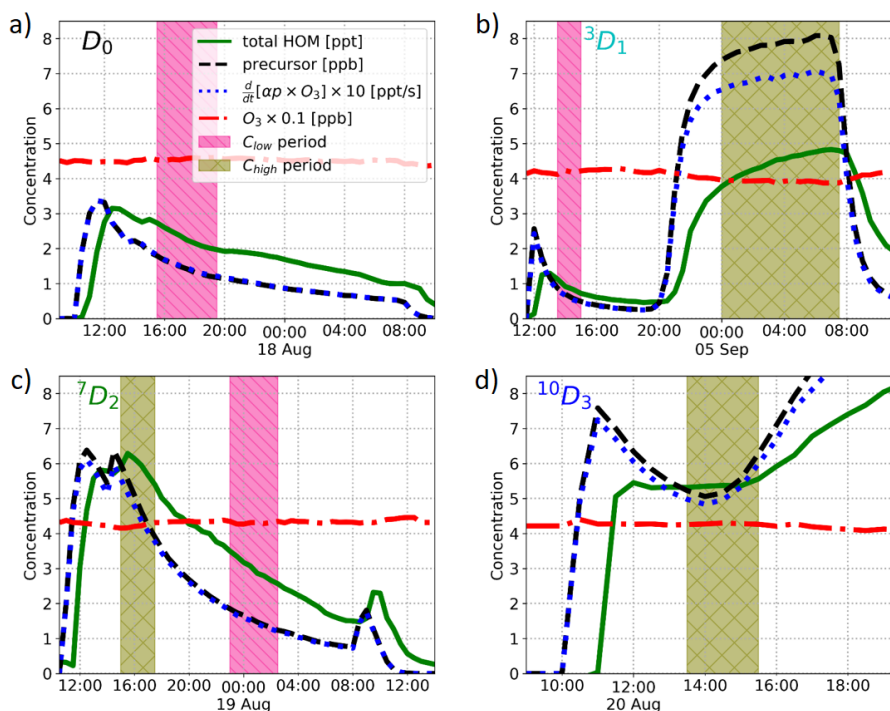 a)
D₀
total HOM [ppt]
precursor [ppb]
d/dt[αp × O₃] × 10 [ppt/s]
O₃ × 0.1 [ppb]
C_low period
C_high period
Concentration
8
7
6
5
4
3
2
1
0
12:00 16:00 20:00 00:00 04:00 08:00
18 Aug
b)
³D₁
Concentration
8
7
6
5
4
3
2
1
0
12:00 16:00 20:00 00:00 04:00 08:00
05 Sep
c)
⁷D₂
Concentration
8
7
6
5
4
3
2
1
0
12:00 16:00 20:00 00:00 04:00 08:00 12:00
19 Aug
d)
¹⁰D₃
Concentration
8
7
6
5
4
3
2
1
0
10:00 12:00 14:00 16:00 18:00
20 Aug